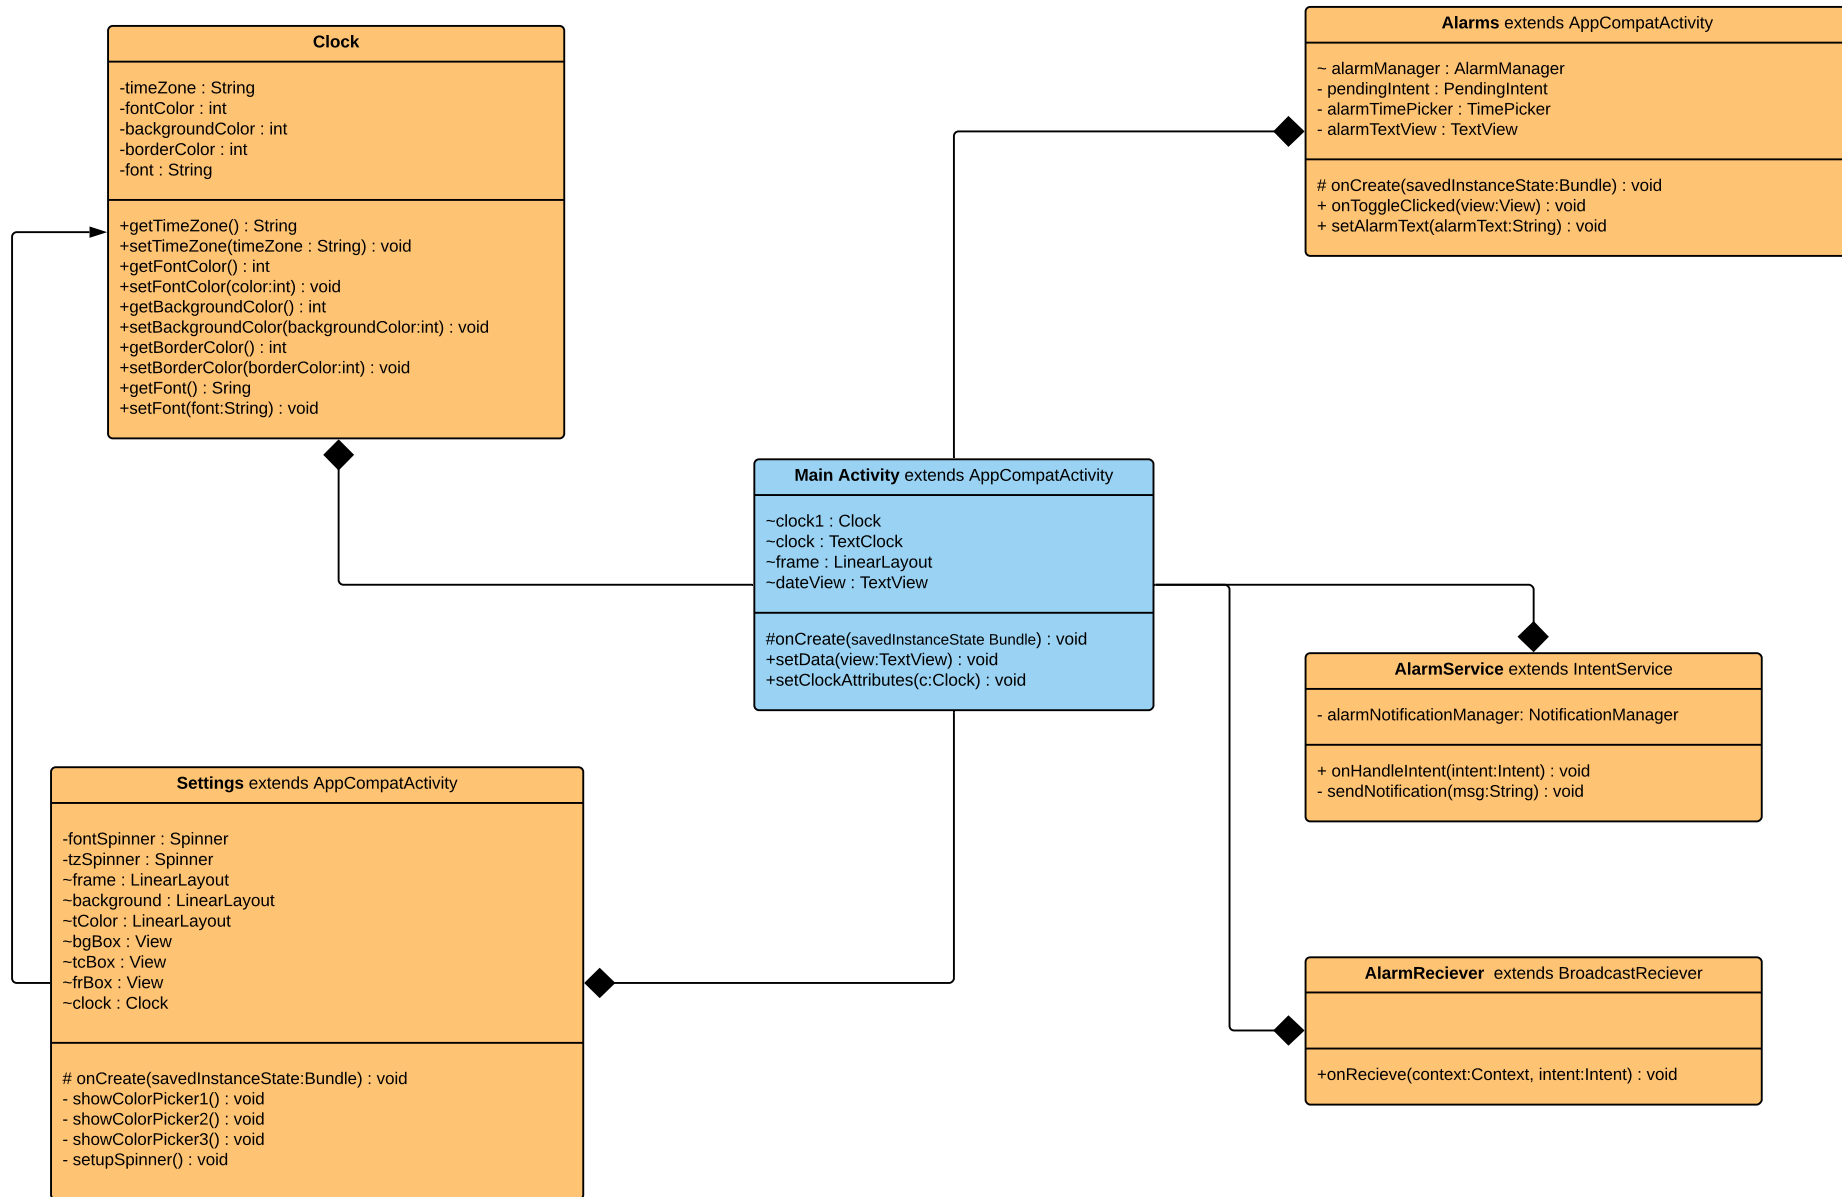 Clock
-timeZone : String
-fontColor : int
-backgroundColor : int
-borderColor : int
-font : String
+getTimeZone() : String
+setTimeZone(timeZone : String) : void
+getFontColor() : int
+setFontColor(color:int) : void
+getBackgroundColor() : int
+setBackgroundColor(backgroundColor:int) : void
+getBorderColor() : int
+setBorderColor(borderColor:int) : void
+getFont() : Sring
+setFont(font:String) : void
Alarms extends AppCompatActivity
~ alarmManager : AlarmManager
- pendingIntent : PendingIntent
- alarmTimePicker : TimePicker
- alarmTextView : TextView
# onCreate(savedInstanceState:Bundle) : void
+ onToggleClicked(view:View) : void
+ setAlarmText(alarmText:String) : void
Main Activity extends AppCompatActivity
~clock1 : Clock
~clock : TextClock
~frame : LinearLayout
~dateView : TextView
#onCreate(savedInstanceState Bundle) : void
+setData(view:TextView) : void
+setClockAttributes(c:Clock) : void
AlarmService extends IntentService
- alarmNotificationManager: NotificationManager
+ onHandleIntent(intent:Intent) : void
- sendNotification(msg:String) : void
Settings extends AppCompatActivity
-fontSpinner : Spinner
-tzSpinner : Spinner
~frame : LinearLayout
~background : LinearLayout
~tColor : LinearLayout
~bgBox : View
~tcBox : View
~frBox : View
~clock : Clock
# onCreate(savedInstanceState:Bundle) : void
- showColorPicker1() : void
- showColorPicker2() : void
- showColorPicker3() : void
- setupSpinner() : void
AlarmReciever  extends BroadcastReciever
+onRecieve(context:Context, intent:Intent) : void